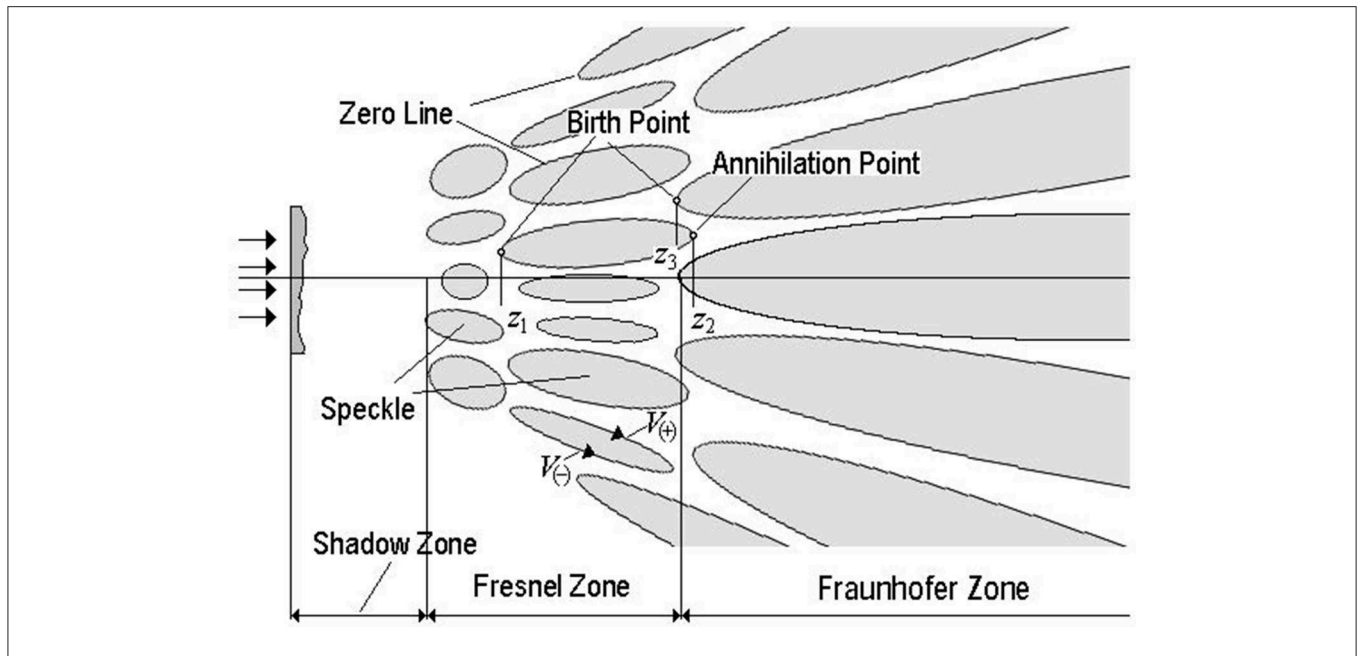 Zero Line
Birth Point
Annihilation Point
z3
z1
z2
Speckle
V(+)
V(−)
Shadow Zone
Fresnel Zone
Fraunhofer Zone